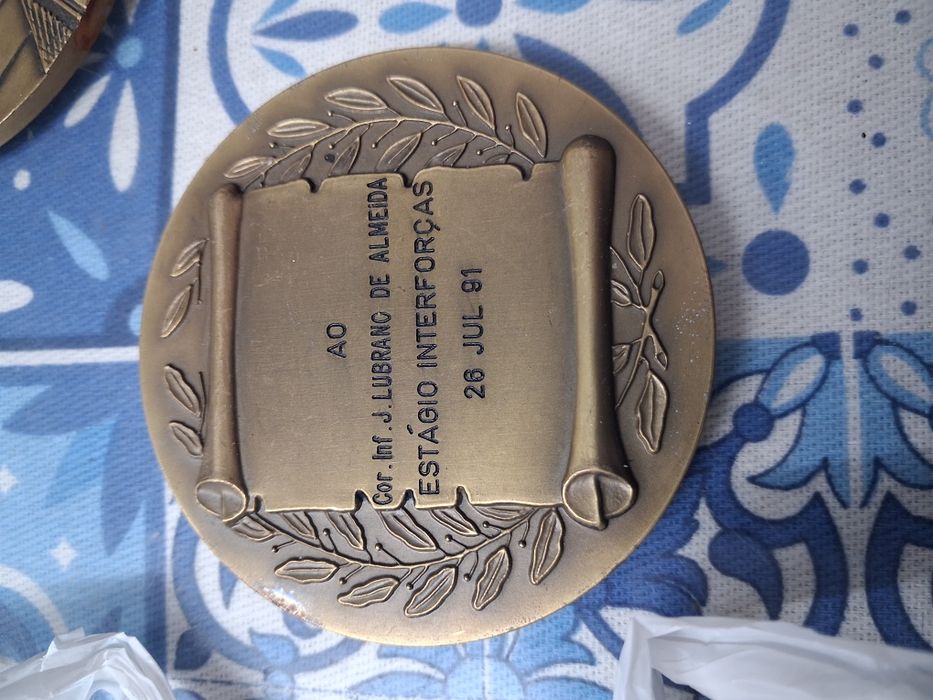 AO
Cor. Inf. J. LUBRANO DE ALMEIDA
ESTÁGIO INTERFORÇAS
26 JUL 91